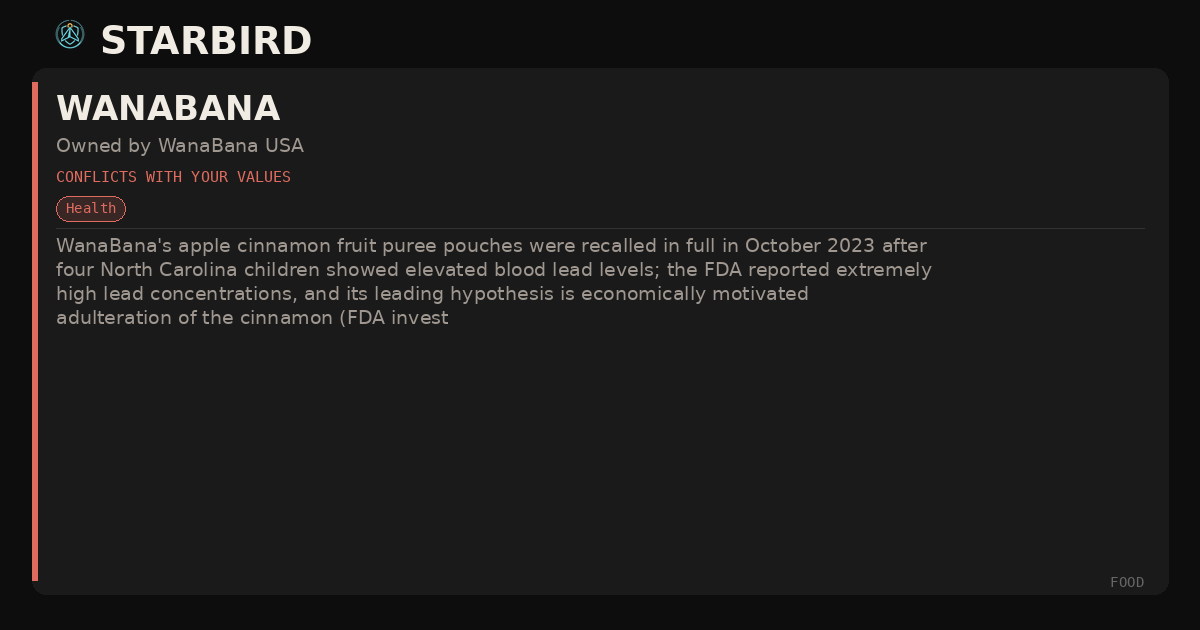 STARBIRD
WANABANA
Owned by WanaBana USA
CONFLICTS WITH YOUR VALUES
Health
WanaBana's apple cinnamon fruit puree pouches were recalled in full in October 2023 after
four North Carolina children showed elevated blood lead levels; the FDA reported extremely
high lead concentrations, and its leading hypothesis is economically motivated
adulteration of the cinnamon (FDA invest
FOOD